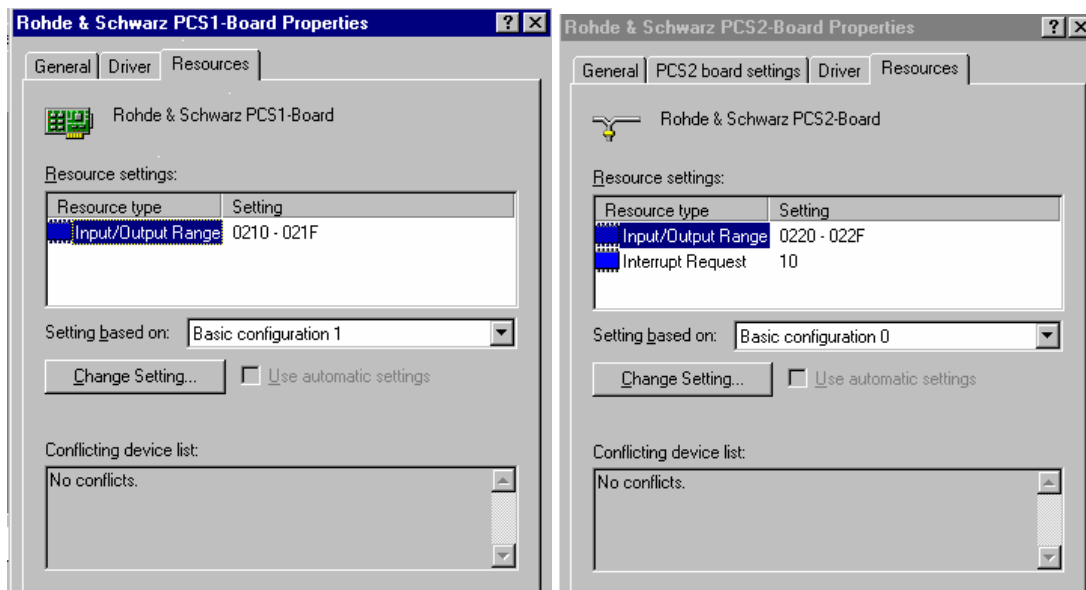 Rohde & Schwarz PCS1-Board Properties
General Driver Resources
Rohde & Schwarz PCS1-Board
Resource settings:
Resource type Setting
Input/Output Range 0210 - 021F
Setting based on: Basic configuration 1
Change Setting... Use automatic settings
Conflicting device list:
No conflicts.
Rohde & Schwarz PCS2-Board Properties
General PCS2 board settings Driver Resources
Rohde & Schwarz PCS2-Board
Resource settings:
Resource type Setting
Input/Output Range 0220 - 022F
Interrupt Request 10
Setting based on: Basic configuration 0
Change Setting... Use automatic settings
Conflicting device list:
No conflicts.